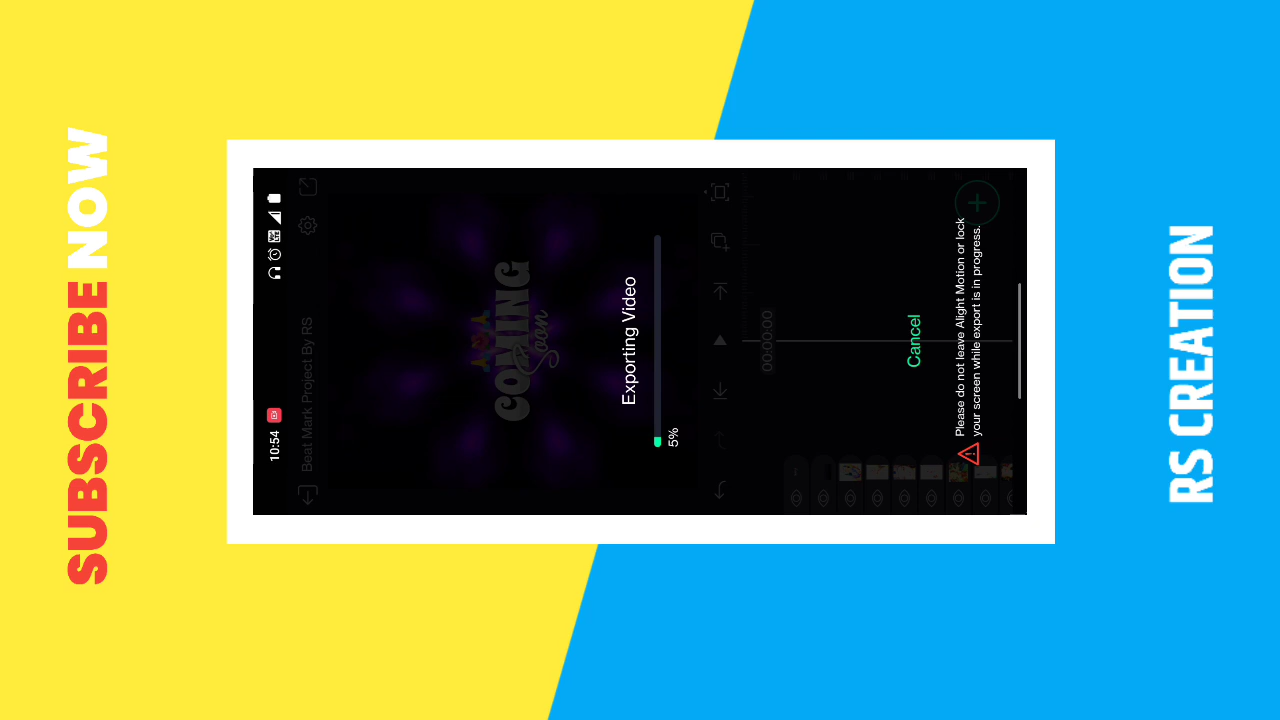 SUBSCRIBE NOW
10:54
Beat Mark Project By RS
COMING
Soon
Exporting Video
5%
00:00:00
Cancel
Please do not leave Alight Motion or lock
your screen while export is in progress.
RS CREATION